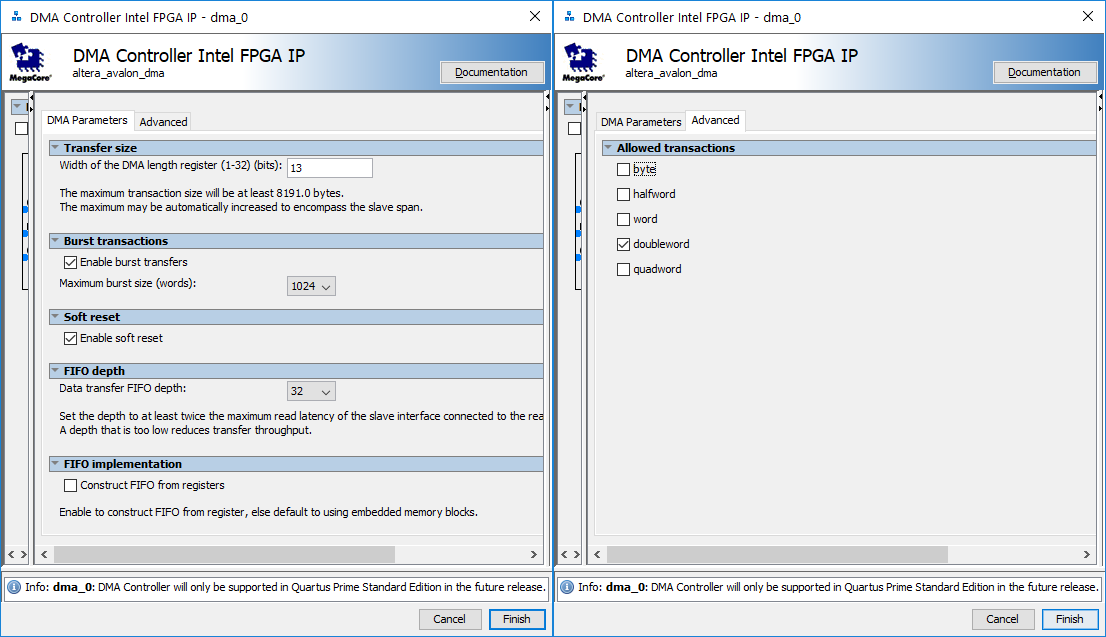 DMA Controller Intel FPGA IP - dma_0
DMA Controller Intel FPGA IP
altera_avalon_dma
MegaCore®
Documentation
DMA Parameters
Advanced
Transfer size
Width of the DMA length register (1-32) (bits): 13
The maximum transaction size will be at least 8191.0 bytes.
The maximum may be automatically increased to encompass the slave span.
Burst transactions
Enable burst transfers
Maximum burst size (words): 1024
Soft reset
Enable soft reset
FIFO depth
Data transfer FIFO depth: 32
Set the depth to at least twice the maximum read latency of the slave interface connected to the rea
A depth that is too low reduces transfer throughput.
FIFO implementation
Construct FIFO from registers
Enable to construct FIFO from register, else default to using embedded memory blocks.
Info: dma_0: DMA Controller will only be supported in Quartus Prime Standard Edition in the future release.
Cancel
Finish
DMA Controller Intel FPGA IP - dma_0
DMA Controller Intel FPGA IP
altera_avalon_dma
MegaCore®
Documentation
DMA Parameters
Advanced
Allowed transactions
byte
halfword
word
doubleword
quadword
Info: dma_0: DMA Controller will only be supported in Quartus Prime Standard Edition in the future release.
Cancel
Finish